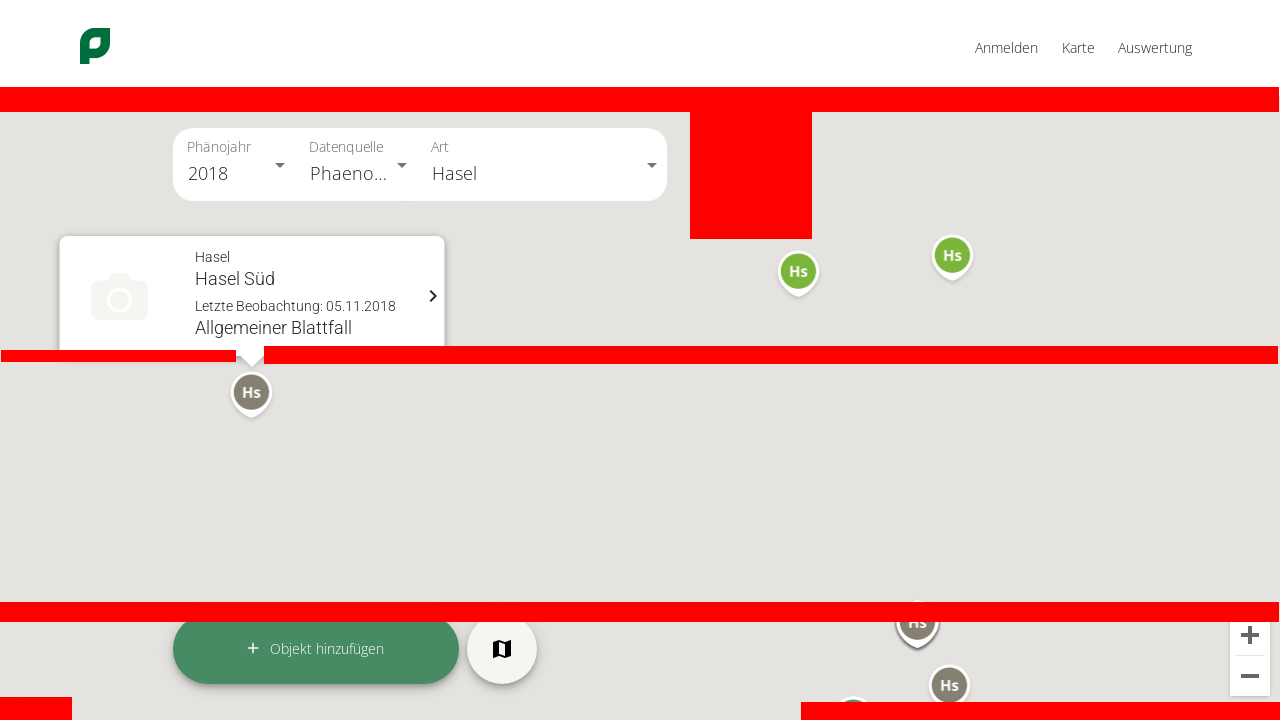 Anmelden Karte Auswertung
Phänojahr Datenquelle Art
2018 Phaeno... Hasel
Hasel
Hasel Süd
Letzte Beobachtung: 05.11.2018
Allgemeiner Blattfall
Hs
Hs
Hs
Hs
Objekt hinzufügen
Hs